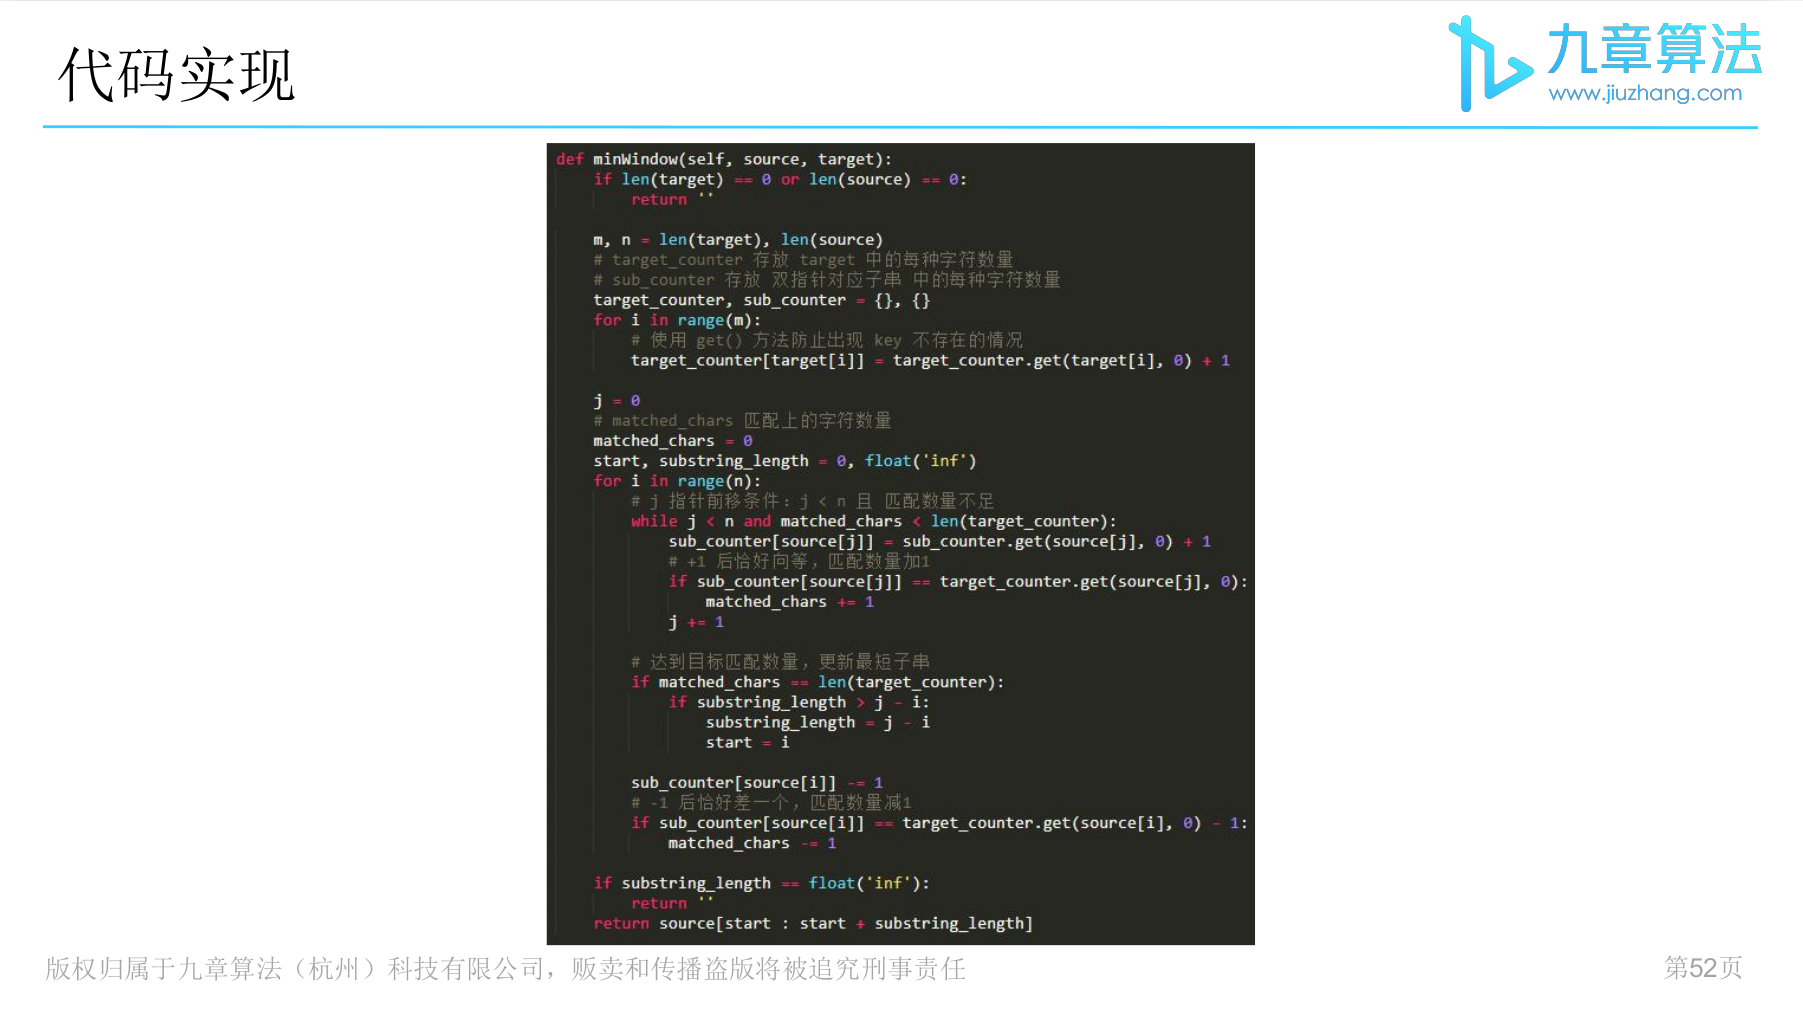 代码实现
九章算法
www.jiuzhang.com
def minWindow(self, source, target):
    if len(target) == 0 or len(source) == 0:
        return ''

    m, n = len(target), len(source)
    # target_counter 存放 target 中的每种字符数量
    # sub_counter 存放 双指针对应子串 中的每种字符数量
    target_counter, sub_counter = {}, {}
    for i in range(m):
        # 使用 get() 方法防止出现 key 不存在的情况
        target_counter[target[i]] = target_counter.get(target[i], 0) + 1

    j = 0
    # matched_chars 匹配上的字符数量
    matched_chars = 0
    start, substring_length = 0, float('inf')
    for i in range(n):
        # j 指针前移条件：j < n 且 匹配数量不足
        while j < n and matched_chars < len(target_counter):
            sub_counter[source[j]] = sub_counter.get(source[j], 0) + 1
            # +1 后恰好向等，匹配数量加1
            if sub_counter[source[j]] == target_counter.get(source[j], 0):
                matched_chars += 1
            j += 1

        # 达到目标匹配数量，更新最短子串
        if matched_chars == len(target_counter):
            if substring_length > j - i:
                substring_length = j - i
                start = i

        sub_counter[source[i]] -= 1
        # -1 后恰好差一个，匹配数量减1
        if sub_counter[source[i]] == target_counter.get(source[i], 0) - 1:
            matched_chars -= 1

    if substring_length == float('inf'):
        return ''
    return source[start : start + substring_length]
版权归属于九章算法（杭州）科技有限公司，贩卖和传播盗版将被追究刑事责任
第52页